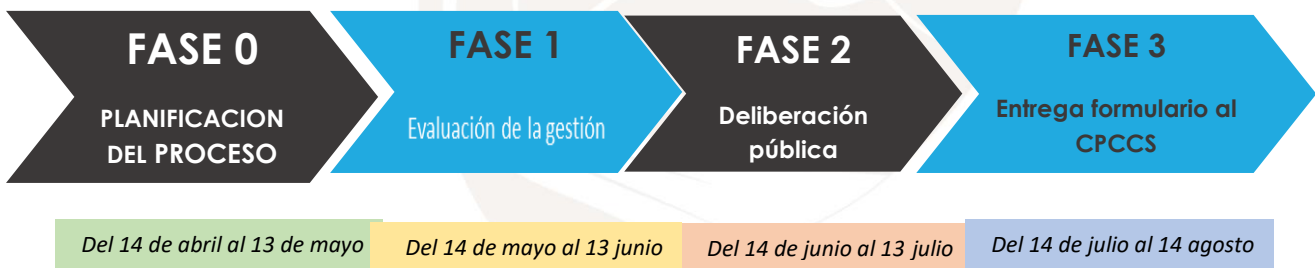 FASE 0
PLANIFICACION
DEL PROCESO
FASE 1
Evaluación de la gestión
FASE 2
Deliberación
pública
FASE 3
Entrega formulario al
CPCCS
Del 14 de abril al 13 de mayo
Del 14 de mayo al 13 junio
Del 14 de junio al 13 julio
Del 14 de julio al 14 agosto